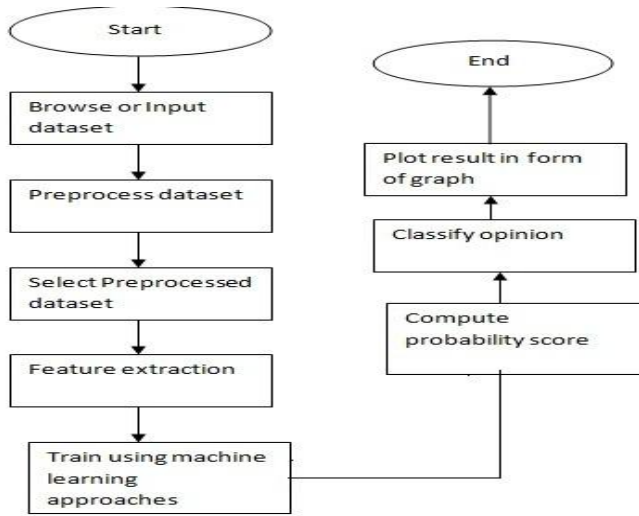 Start
Browse or Input
dataset
Preprocess dataset
Select Preprocessed
dataset
Feature extraction
Train using machine
learning
approaches
Compute
probability score
Classify opinion
Plot result in form
of graph
End